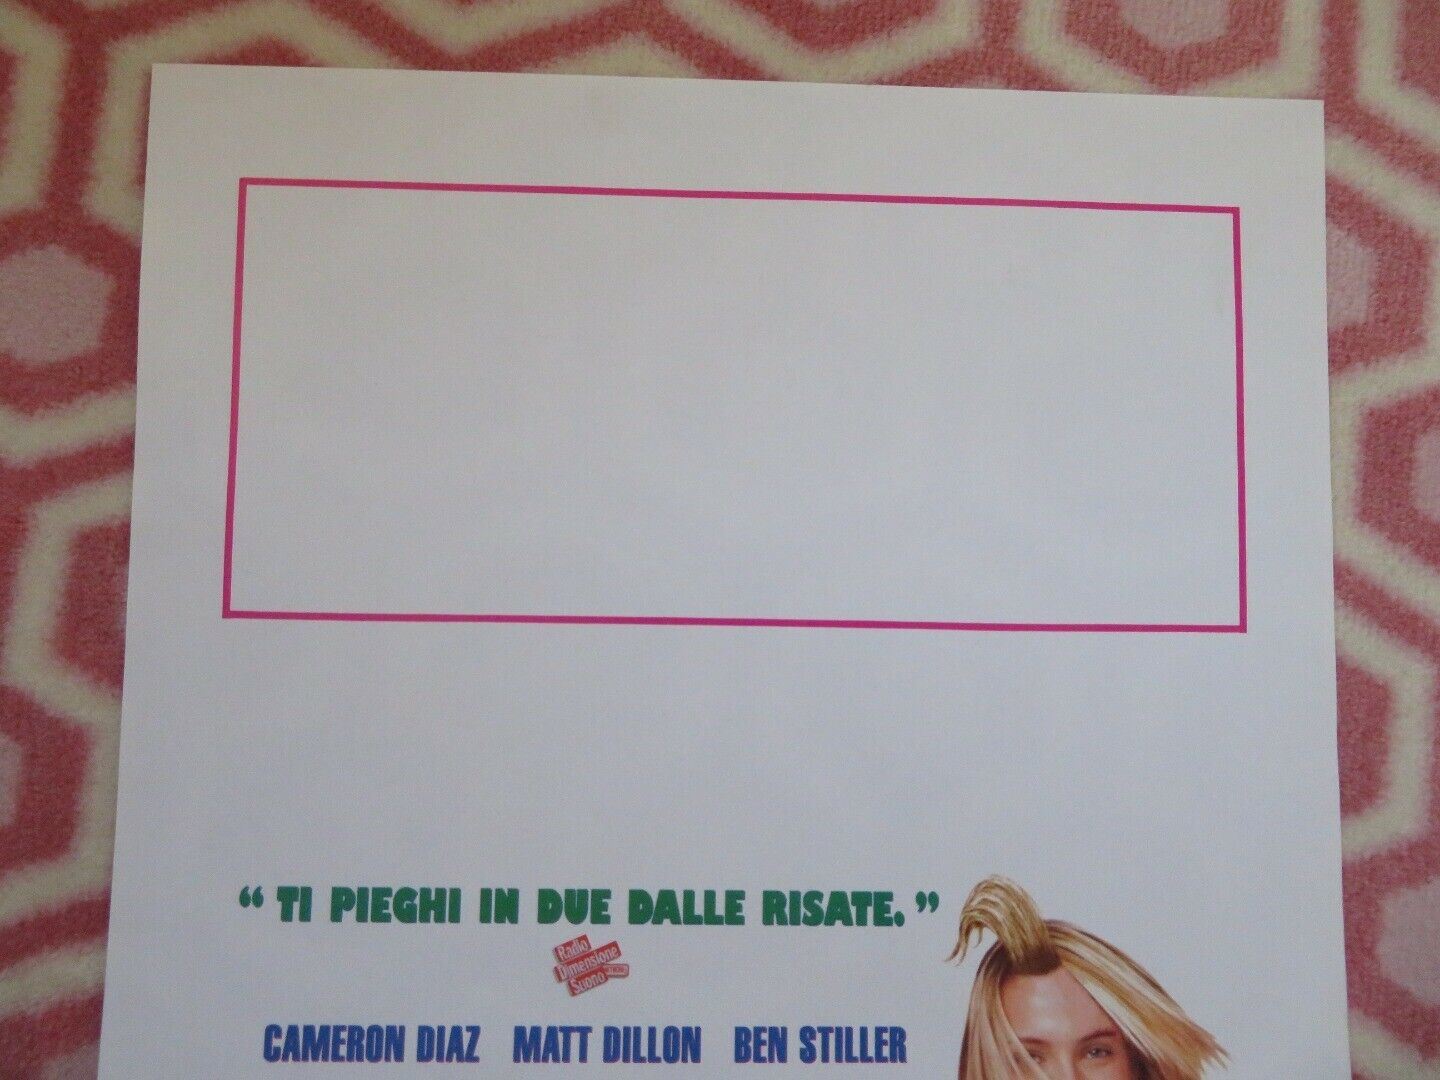 “ TI PIEGHI IN DUE DALLE RISATE. ”
Radio
Dimensione
Suono
CAMERON DIAZ MATT DILLON BEN STILLER